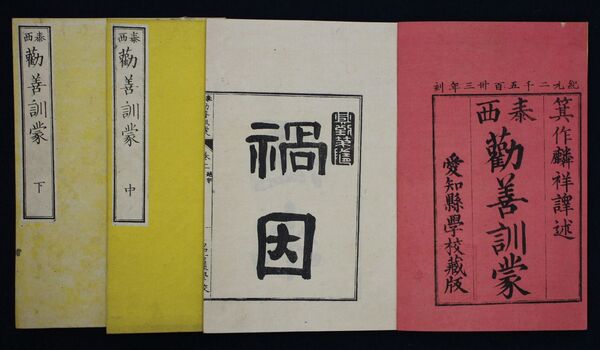 紀元二千五百卅三年刻
箕作麟祥譯述
泰西
勸善訓蒙
愛知縣學校藏版
禍因
泰西
勸善訓蒙
中
泰西
勸善訓蒙
下